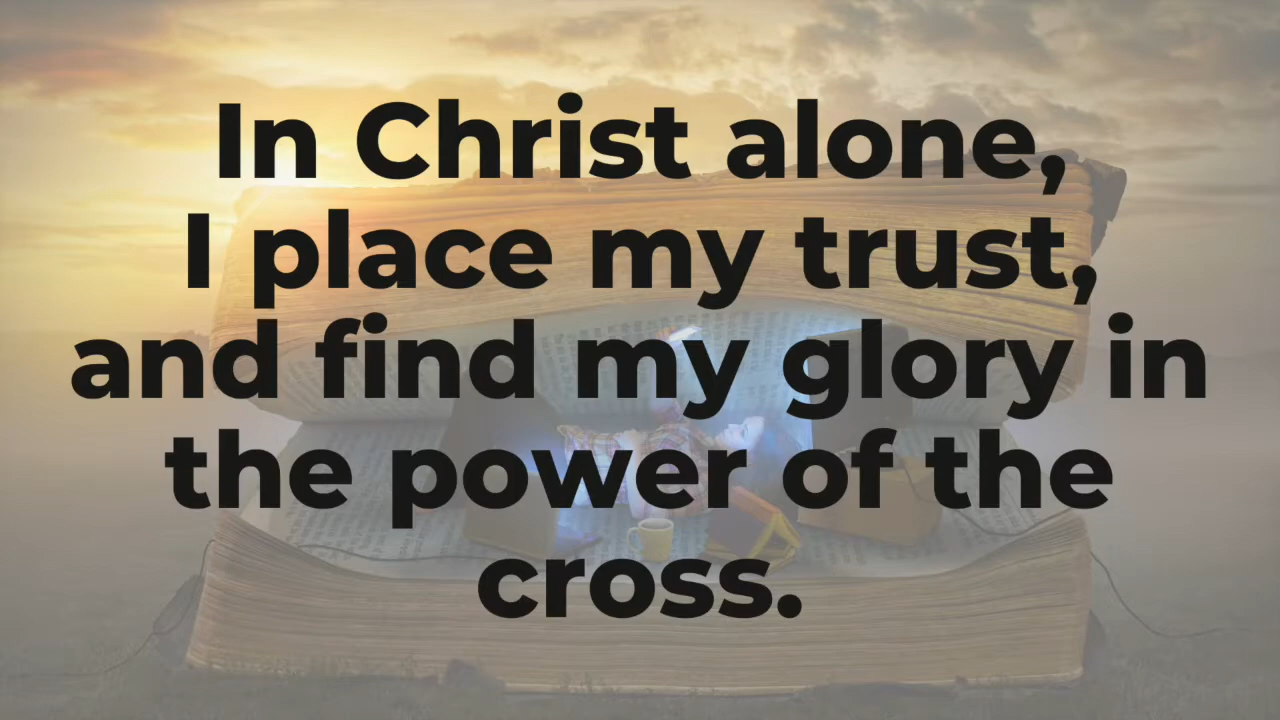 In Christ alone,
I place my trust,
and find my glory in
the power of the
cross.